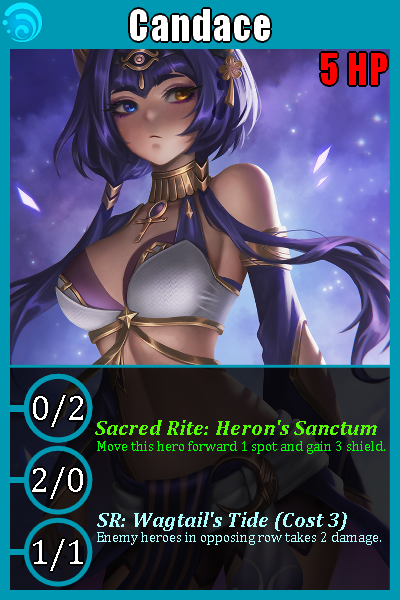 Candace
5 HP
0/2
Sacred Rite: Heron's Sanctum
Move this hero forward 1 spot and gain 3 shield.
2/0
SR: Wagtail's Tide (Cost 3)
Enemy heroes in opposing row takes 2 damage.
1/1